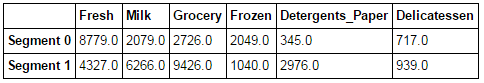 Fresh Milk Grocery Frozen Detergents_Paper Delicatessen
Segment 0 8779.0 2079.0 2726.0 2049.0 345.0 717.0
Segment 1 4327.0 6266.0 9426.0 1040.0 2976.0 939.0